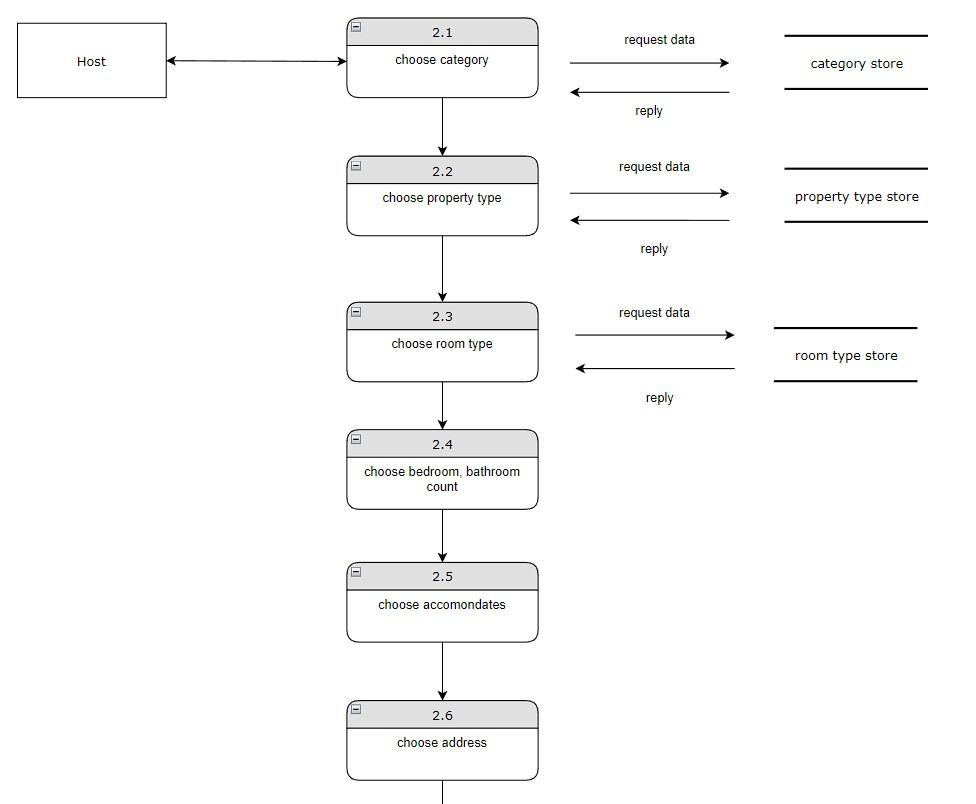 2.1
Host
choose category
request data
category store
reply
2.2
choose property type
request data
property type store
reply
2.3
choose room type
request data
room type store
reply
2.4
choose bedroom, bathroom
count
2.5
choose accomondates
2.6
choose address